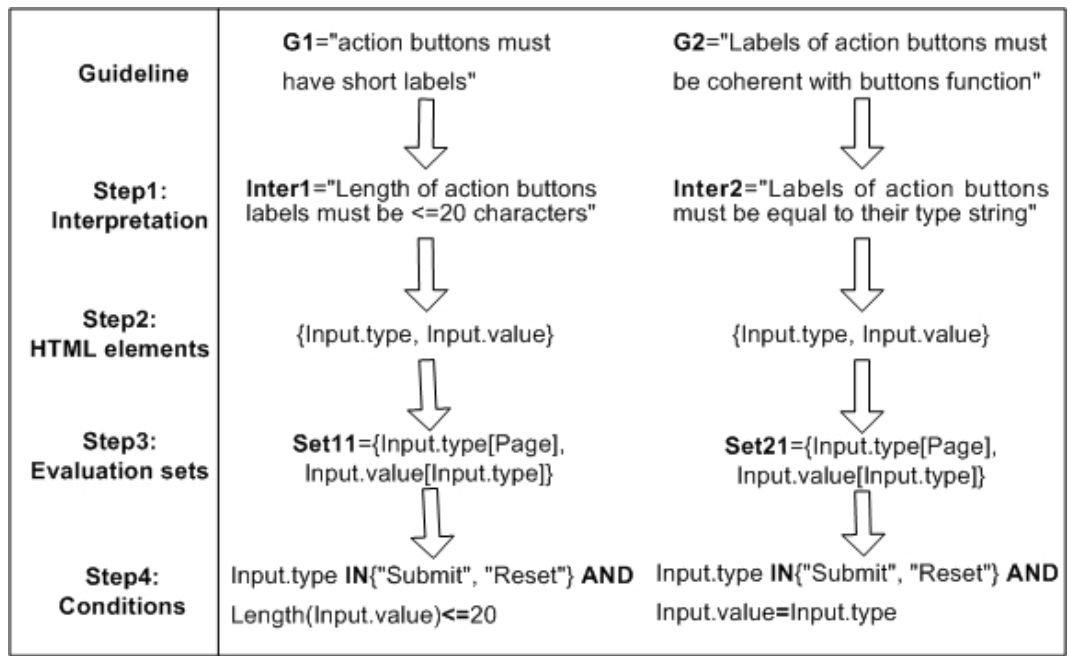 Guideline
G1="action buttons must
have short labels"
G2="Labels of action buttons must
be coherent with buttons function"
Step1:
Interpretation
Inter1="Length of action buttons
labels must be <=20 characters"
Inter2="Labels of action buttons
must be equal to their type string"
Step2:
HTML elements
{Input.type, Input.value}
{Input.type, Input.value}
Step3:
Evaluation sets
Set11={Input.type[Page],
Input.value[Input.type]}
Set21={Input.type[Page],
Input.value[Input.type]}
Step4:
Conditions
Input.type IN{"Submit", "Reset"} AND
Length(Input.value)<=20
Input.type IN{"Submit", "Reset"} AND
Input.value=Input.type